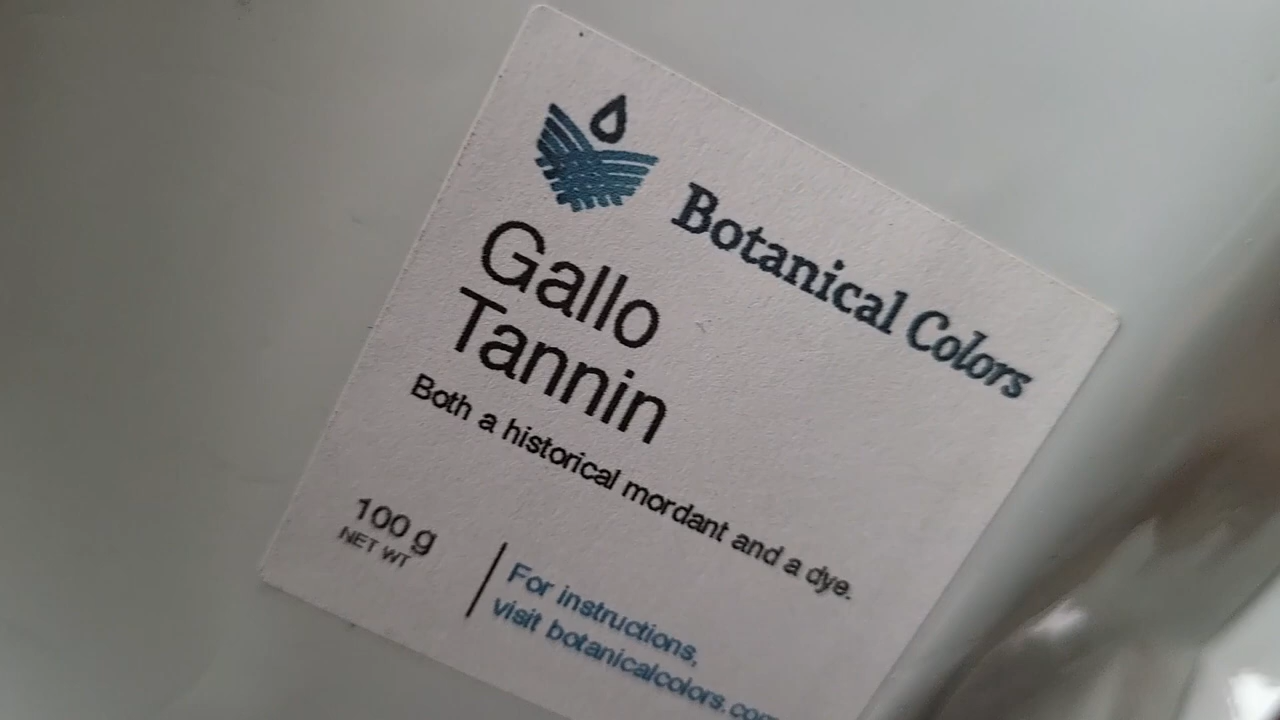 Botanical Colors
Gallo
Tannin
Both a historical mordant and a dye.
100 g
NET WT
For instructions,
visit botanicalcolors.com